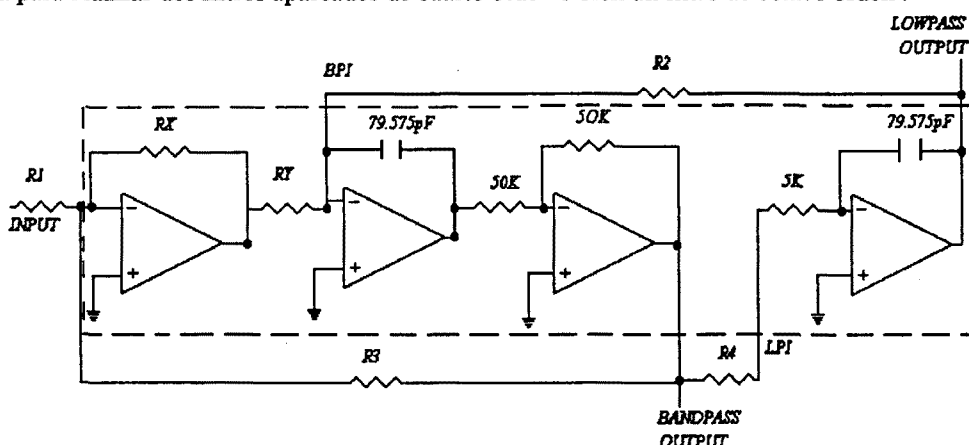 LOWPASS
OUTPUT
BPI
R2
RX
79.575pF
50K
79.575pF
R1
RY
50K
5K
INPUT
R3
R4
LPI
BANDPASS
OUTPUT